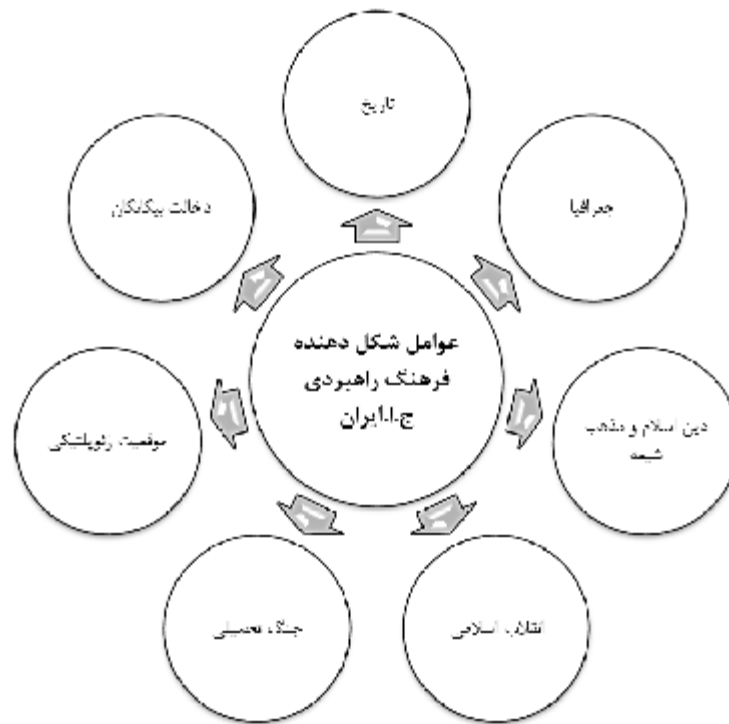 تاریخ
جغرافیا
دین اسلام و مذهب
شیعه
انقلاب اسلامی
جنگ تحمیلی
موقعیت ژئوپلتیکی
دخالت بیگانگان
عوامل شکل دهنده
فرهنگ راهبردی
ج.ا.ایران